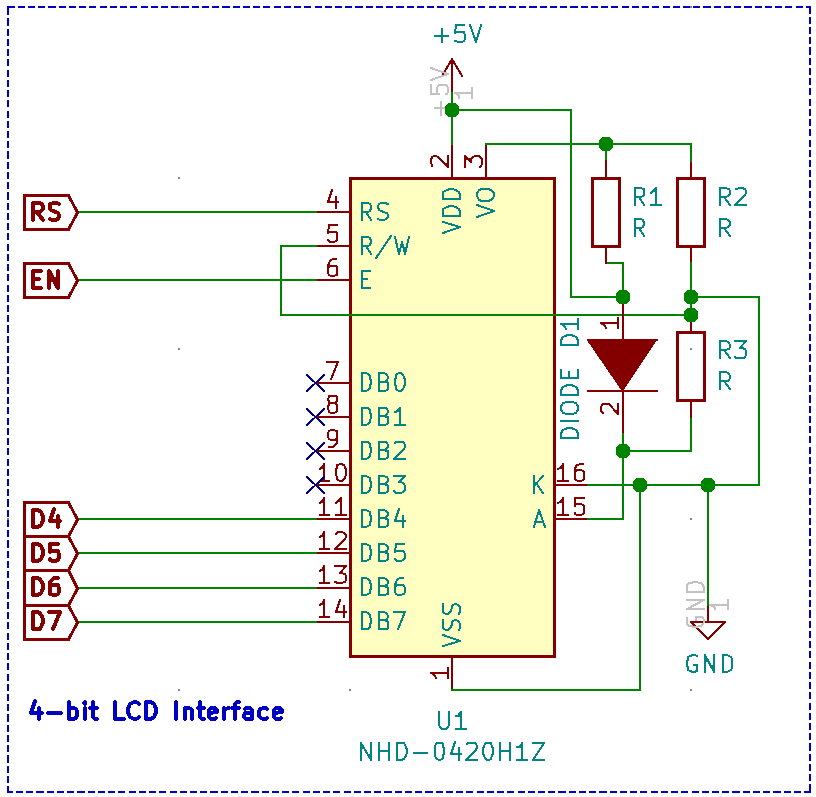 +5V
+5V
1
2
3
4
RS
RS
VDD
VO
R1
R
R2
R
5
R/W
EN
6
E
1
D1
DIODE
2
R3
R
7
DB0
8
DB1
9
DB2
10
DB3
K
16
D4
11
DB4
A
15
D5
12
DB5
D6
13
DB6
D7
14
DB7
VSS
1
GND
1
GND
4-bit LCD Interface
U1
NHD-0420H1Z